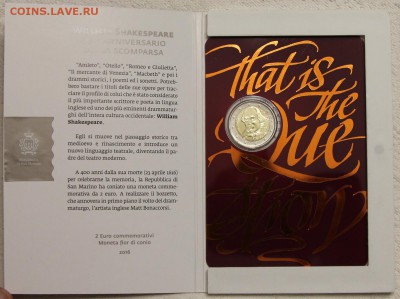 COINS.LAVE.RU
WILLIAM SHAKESPEARE
ANNIVERSARIO
SCOMPARSA
"Amleto", "Otello", "Romeo e Giulietta",
"Il mercante di Venezia", "Macbeth" e poi i
drammi storici, i poemi ed i sonetti. Potreb-
bero bastare i titoli delle sue opere per trac-
ciare il profilo di colui che è stato considerato
il più importante scrittore e poeta in lingua
inglese ed uno dei più eminenti drammatur-
ghi dell'intera cultura occidentale: William
Shakespeare.
Egli si muove nel passaggio storico tra
medioevo e rinascimento e introduce un
nuovo linguaggio teatrale, diventando il pa-
dre del teatro moderno.
A 400 anni dalla sua morte (23 aprile 1616)
per celebrarne la memoria, la Repubblica di
San Marino ha coniato una moneta comme-
morativa da 2 euro. A realizzare il bozzetto,
che annovera in primo piano il volto del dram-
maturgo, l'artista inglese Matt Bonaccorsi.
2 Euro commemorativo
Moneta fior di conio
2016
That is
the
Que